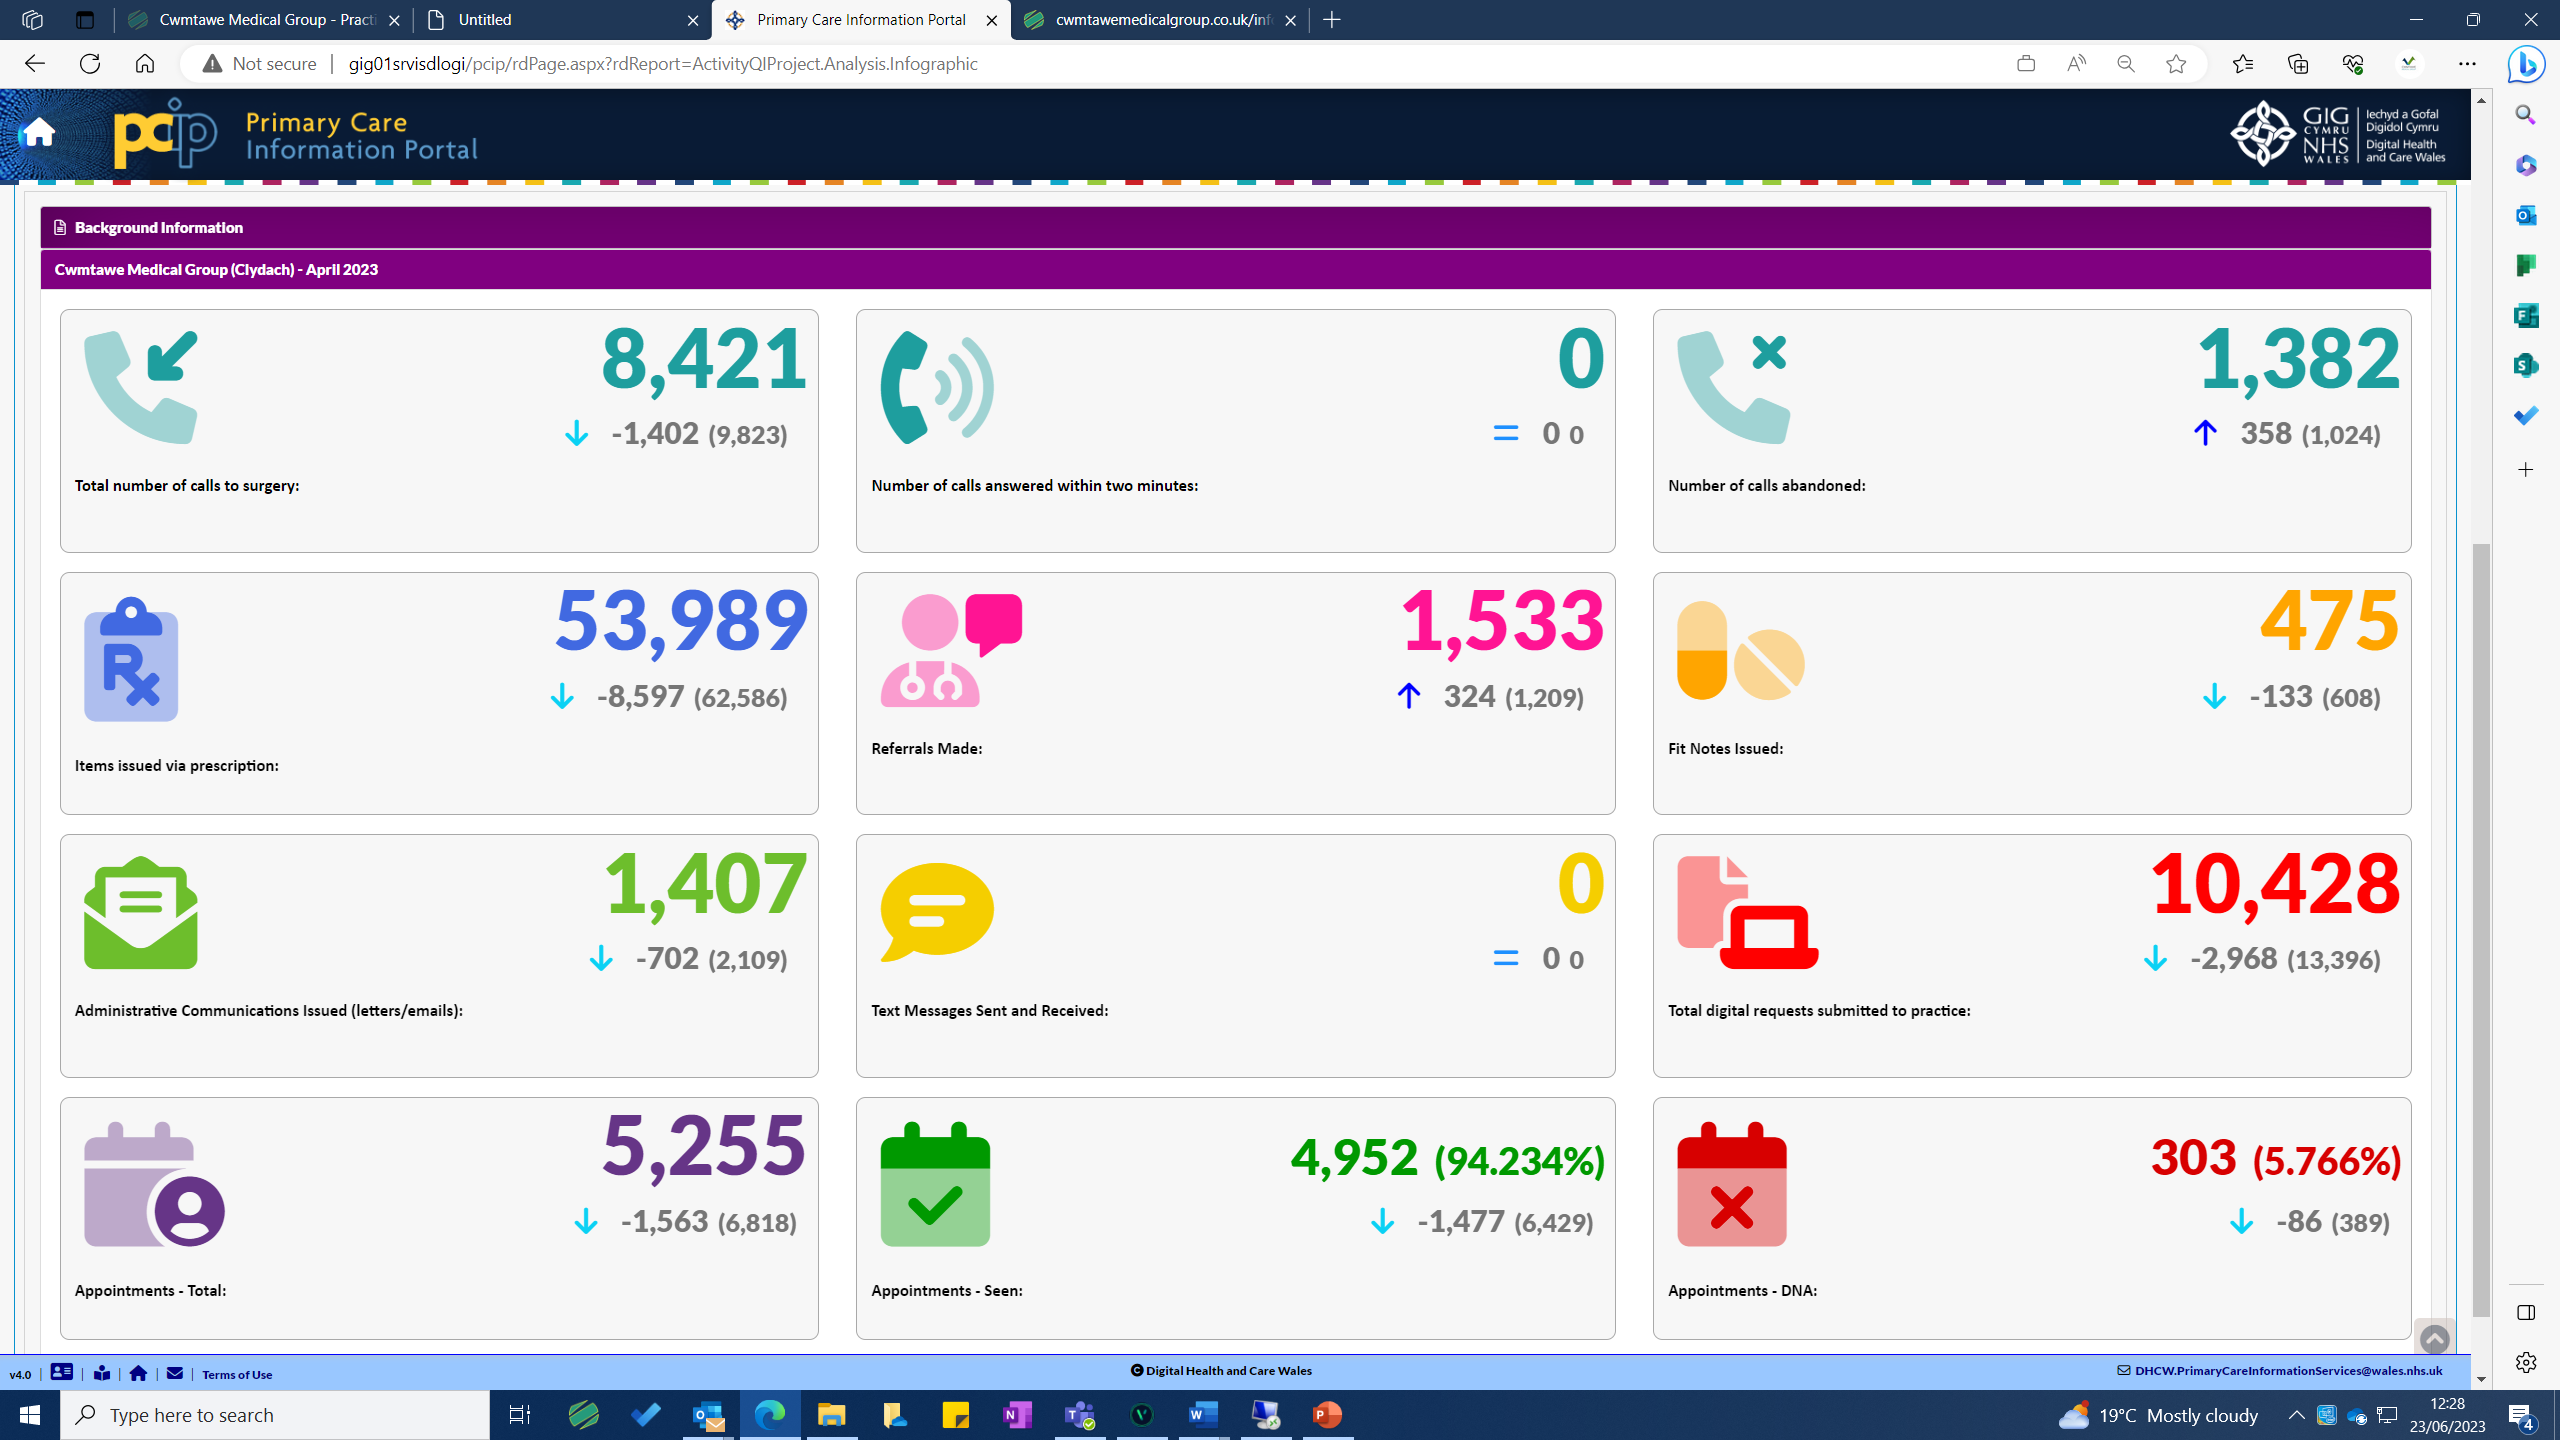 Cwmtawe Medical Group - Practi
Untitled
Primary Care Information Portal
cwmtawemedicalgroup.co.uk/inf
Not secure
gig01srvisdlogi/pcip/rdPage.aspx?rdReport=ActivityQIProject.Analysis.Infographic
pcip
Primary Care
Information Portal
GIG
CYMRU
NHS
WALES
Iechyd a Gofal
Digidol Cymru
Digital Health
and Care Wales
Background Information
Cwmtawe Medical Group (Clydach) - April 2023
8,421
-1,402 (9,823)
Total number of calls to surgery:
0
= 0 0
Number of calls answered within two minutes:
1,382
358 (1,024)
Number of calls abandoned:
Rx
53,989
-8,597 (62,586)
Items issued via prescription:
1,533
324 (1,209)
Referrals Made:
475
-133 (608)
Fit Notes Issued:
1,407
-702 (2,109)
Administrative Communications Issued (letters/emails):
0
= 0 0
Text Messages Sent and Received:
10,428
-2,968 (13,396)
Total digital requests submitted to practice:
5,255
-1,563 (6,818)
Appointments - Total:
4,952 (94.234%)
-1,477 (6,429)
Appointments - Seen:
303 (5.766%)
-86 (389)
Appointments - DNA:
v4.0 | | | | | Terms of Use
© Digital Health and Care Wales
DHCW.PrimaryCareInformationServices@wales.nhs.uk
Type here to search
19°C Mostly cloudy
12:28
23/06/2023
4